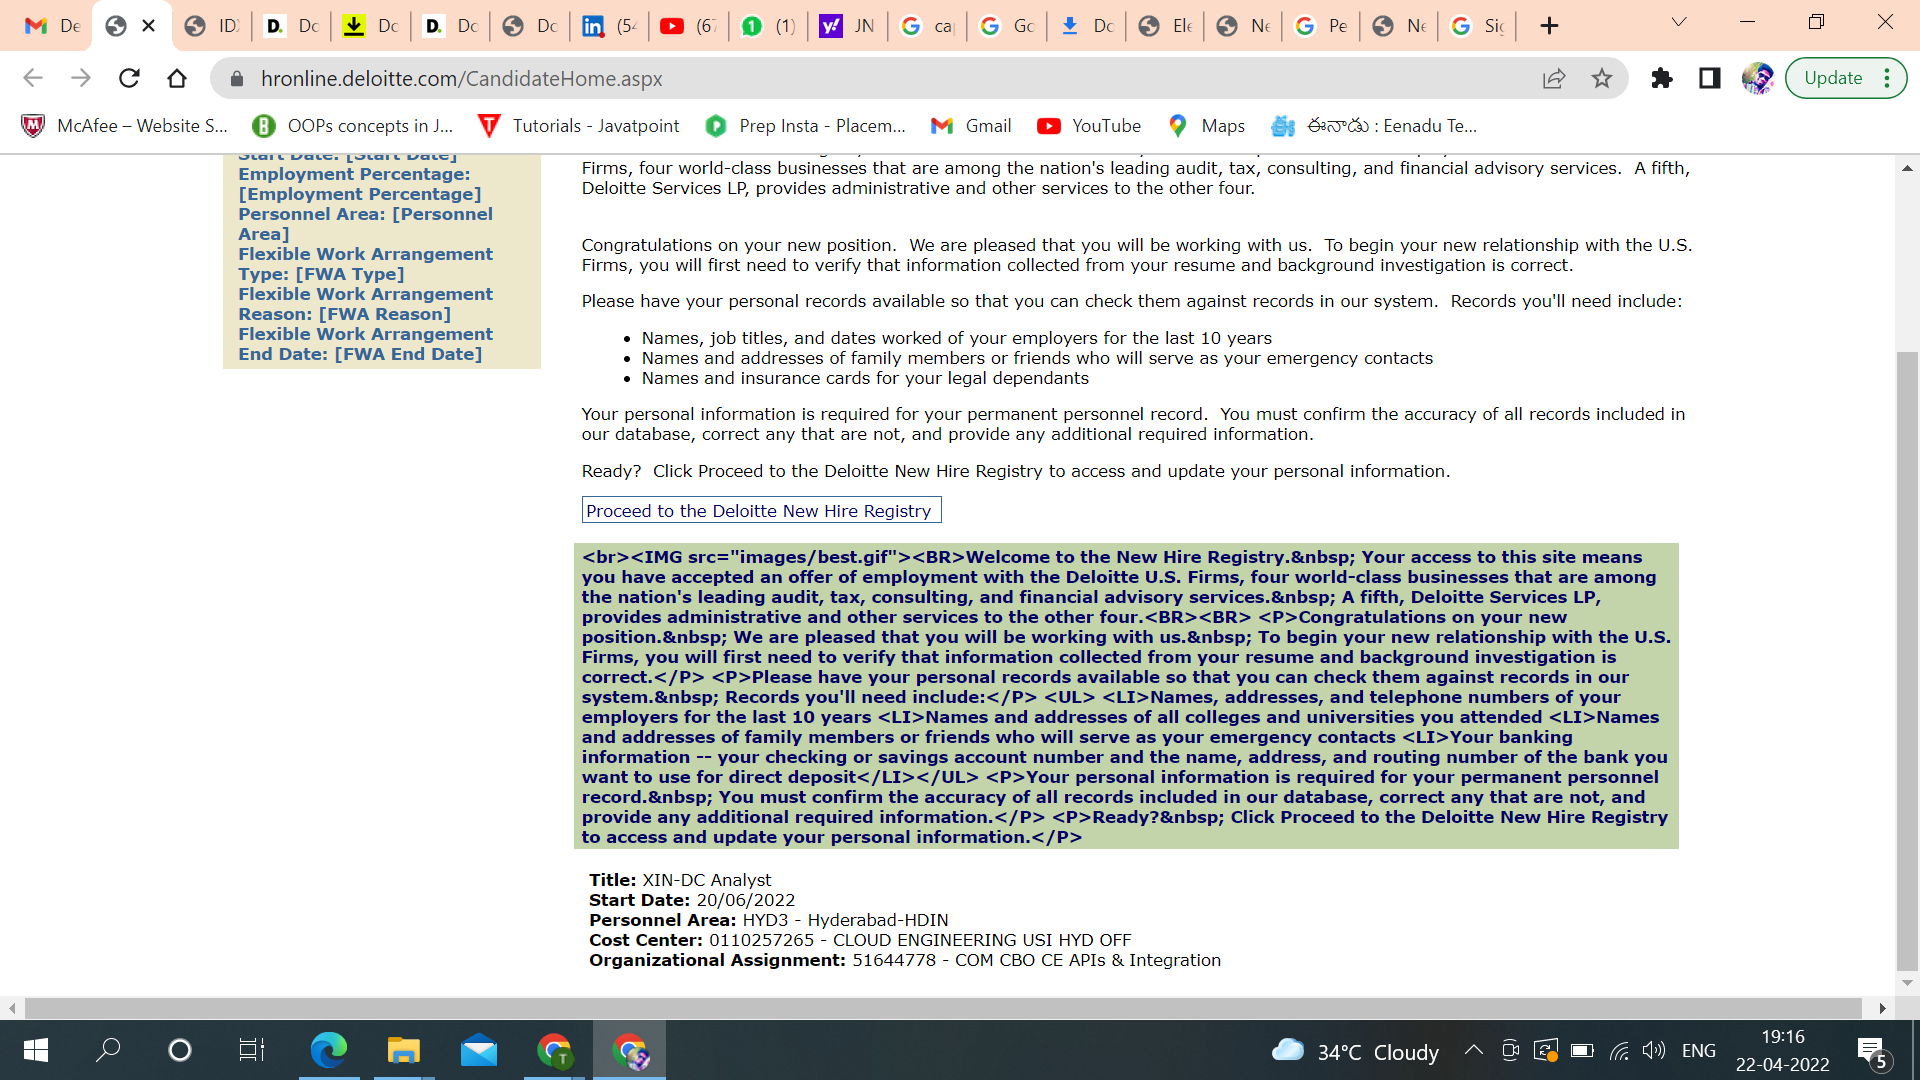 De
ID
Do
Do
Do
Do
(54
(67
(1)
JN
ca
Go
Do
Ele
Ne
Pe
Ne
Sig
hronline.deloitte.com/CandidateHome.aspx
Update
McAfee – Website S...
OOPs concepts in J...
Tutorials - Javatpoint
Prep Insta - Placem...
Gmail
YouTube
Maps
ఈనాడు : Eenadu Te...
Start Date: [Start Date]
Employment Percentage:
[Employment Percentage]
Personnel Area: [Personnel
Area]
Flexible Work Arrangement
Type: [FWA Type]
Flexible Work Arrangement
Reason: [FWA Reason]
Flexible Work Arrangement
End Date: [FWA End Date]
Firms, four world-class businesses that are among the nation's leading audit, tax, consulting, and financial advisory services.  A fifth,
Deloitte Services LP, provides administrative and other services to the other four.
Congratulations on your new position.  We are pleased that you will be working with us.  To begin your new relationship with the U.S.
Firms, you will first need to verify that information collected from your resume and background investigation is correct.
Please have your personal records available so that you can check them against records in our system.  Records you'll need include:
• Names, job titles, and dates worked of your employers for the last 10 years
• Names and addresses of family members or friends who will serve as your emergency contacts
• Names and insurance cards for your legal dependants
Your personal information is required for your permanent personnel record.  You must confirm the accuracy of all records included in
our database, correct any that are not, and provide any additional required information.
Ready?  Click Proceed to the Deloitte New Hire Registry to access and update your personal information.
Proceed to the Deloitte New Hire Registry
<br><IMG src="images/best.gif"><BR>Welcome to the New Hire Registry.&nbsp; Your access to this site means
you have accepted an offer of employment with the Deloitte U.S. Firms, four world-class businesses that are among
the nation's leading audit, tax, consulting, and financial advisory services.&nbsp; A fifth, Deloitte Services LP,
provides administrative and other services to the other four.<BR><BR> <P>Congratulations on your new
position.&nbsp; We are pleased that you will be working with us.&nbsp; To begin your new relationship with the U.S.
Firms, you will first need to verify that information collected from your resume and background investigation is
correct.</P> <P>Please have your personal records available so that you can check them against records in our
system.&nbsp; Records you'll need include:</P> <UL> <LI>Names, addresses, and telephone numbers of your
employers for the last 10 years <LI>Names and addresses of all colleges and universities you attended <LI>Names
and addresses of family members or friends who will serve as your emergency contacts <LI>Your banking
information -- your checking or savings account number and the name, address, and routing number of the bank you
want to use for direct deposit</LI></UL> <P>Your personal information is required for your permanent personnel
record.&nbsp; You must confirm the accuracy of all records included in our database, correct any that are not, and
provide any additional required information.</P> <P>Ready?&nbsp; Click Proceed to the Deloitte New Hire Registry
to access and update your personal information.</P>
Title: XIN-DC Analyst
Start Date: 20/06/2022
Personnel Area: HYD3 - Hyderabad-HDIN
Cost Center: 0110257265 - CLOUD ENGINEERING USI HYD OFF
Organizational Assignment: 51644778 - COM CBO CE APIs & Integration
34°C Cloudy
ENG
19:16
22-04-2022
5